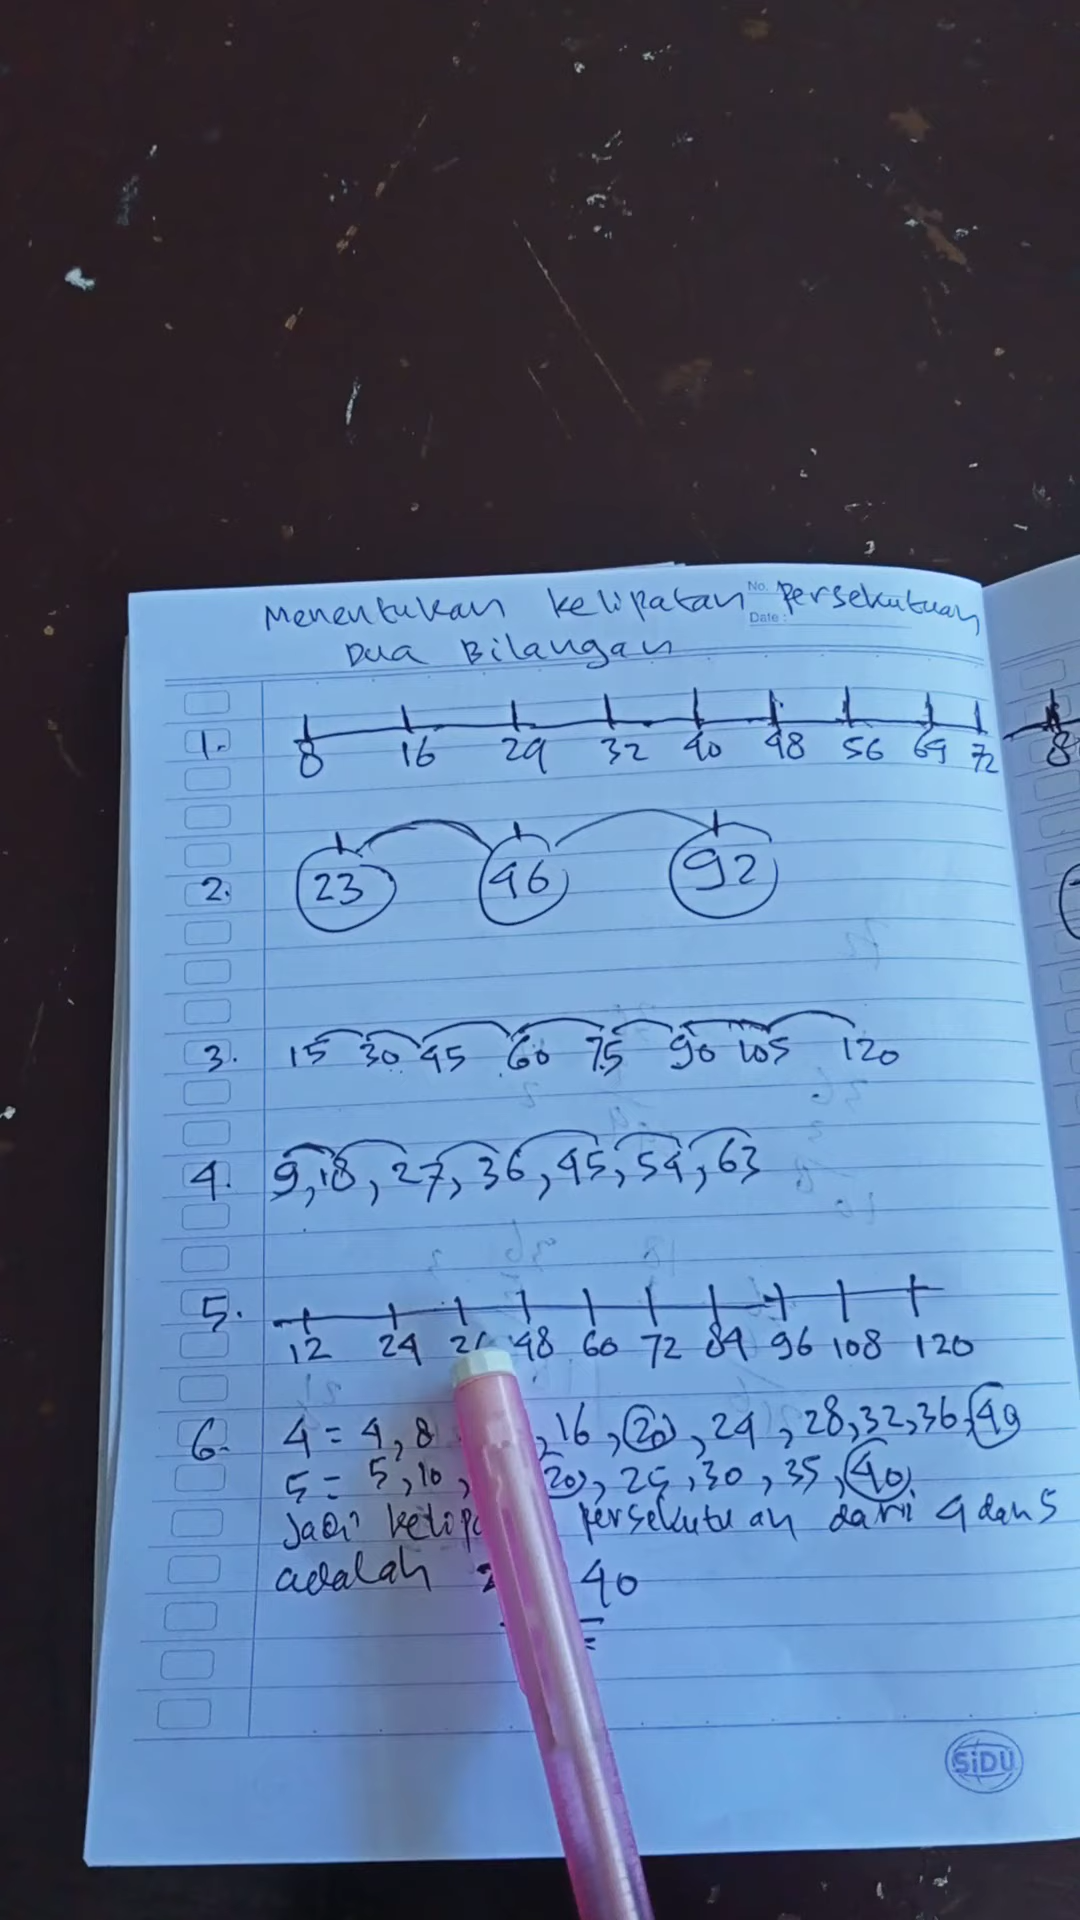 No.
Date :
Menentukan Kelipatan Persekutuan
Dua Bilangan
1. 8 16 24 32 40 48 56 64 72
8
2. 23 46 92
3. 15 30 45 60 75 90 105 120
4. 9, 18, 27, 36, 45, 54, 63
5. 12 24 48 60 72 84 96 108 120
6. 4 = 4, 8 , 16, 20, 24, 28, 32, 36, 40
5 = 5, 10, 20, 25, 30, 35, 40
Jadi persekutuan dari 4 dan 5
adalah 40
SiDU